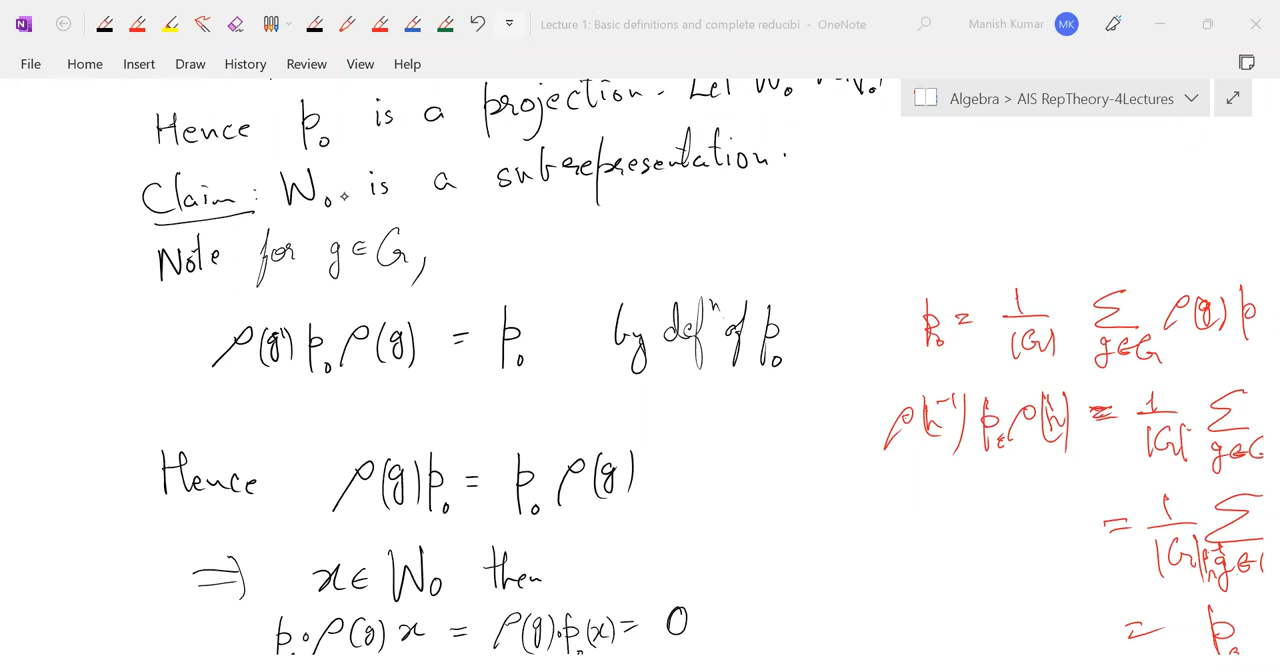 Lecture 1: Basic definitions and complete reducibi - OneNote
Manish Kumar
MK
File Home Insert Draw History Review View Help
Algebra > AIS RepTheory-4Lectures
Hence p₀ is a projection. Let W₀
Claim: W₀ is a subrepresentation.
Note for g ∈ G,
ρ(g⁻¹) p₀ ρ(g) = p₀ by defⁿ of p₀
Hence ρ(g) p₀ = p₀ ρ(g)
⇒ x ∈ W₀ then
p₀∘ρ(g) x = ρ(g)∘p₀(x) = 0
p₀ = 1/|G| Σ g∈G ρ(g) p
ρ(h⁻¹) p₀ ρ(h) = 1/|G| Σ g∈G
= 1/|G| Σ
= p₀